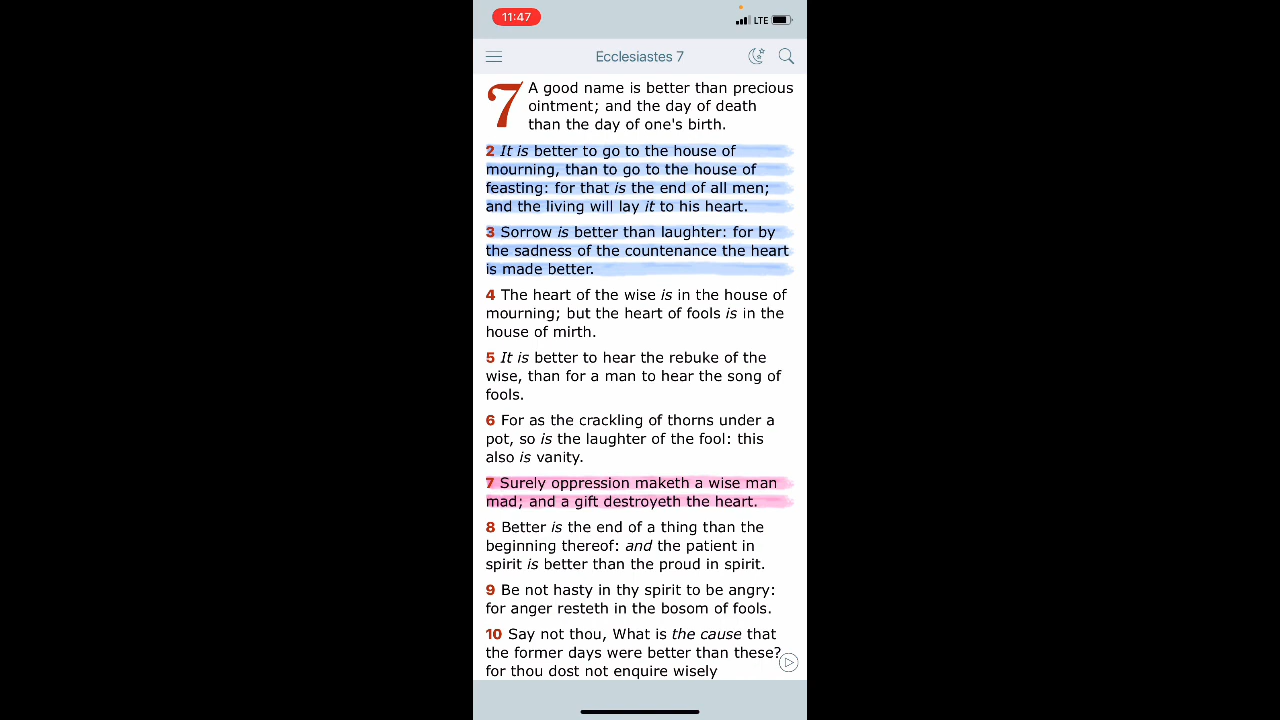 11:47
LTE
Ecclesiastes 7
7 A good name is better than precious
ointment; and the day of death
than the day of one's birth.
2 It is better to go to the house of
mourning, than to go to the house of
feasting: for that is the end of all men;
and the living will lay it to his heart.
3 Sorrow is better than laughter: for by
the sadness of the countenance the heart
is made better.
4 The heart of the wise is in the house of
mourning; but the heart of fools is in the
house of mirth.
5 It is better to hear the rebuke of the
wise, than for a man to hear the song of
fools.
6 For as the crackling of thorns under a
pot, so is the laughter of the fool: this
also is vanity.
7 Surely oppression maketh a wise man
mad; and a gift destroyeth the heart.
8 Better is the end of a thing than the
beginning thereof: and the patient in
spirit is better than the proud in spirit.
9 Be not hasty in thy spirit to be angry:
for anger resteth in the bosom of fools.
10 Say not thou, What is the cause that
the former days were better than these?
for thou dost not enquire wisely